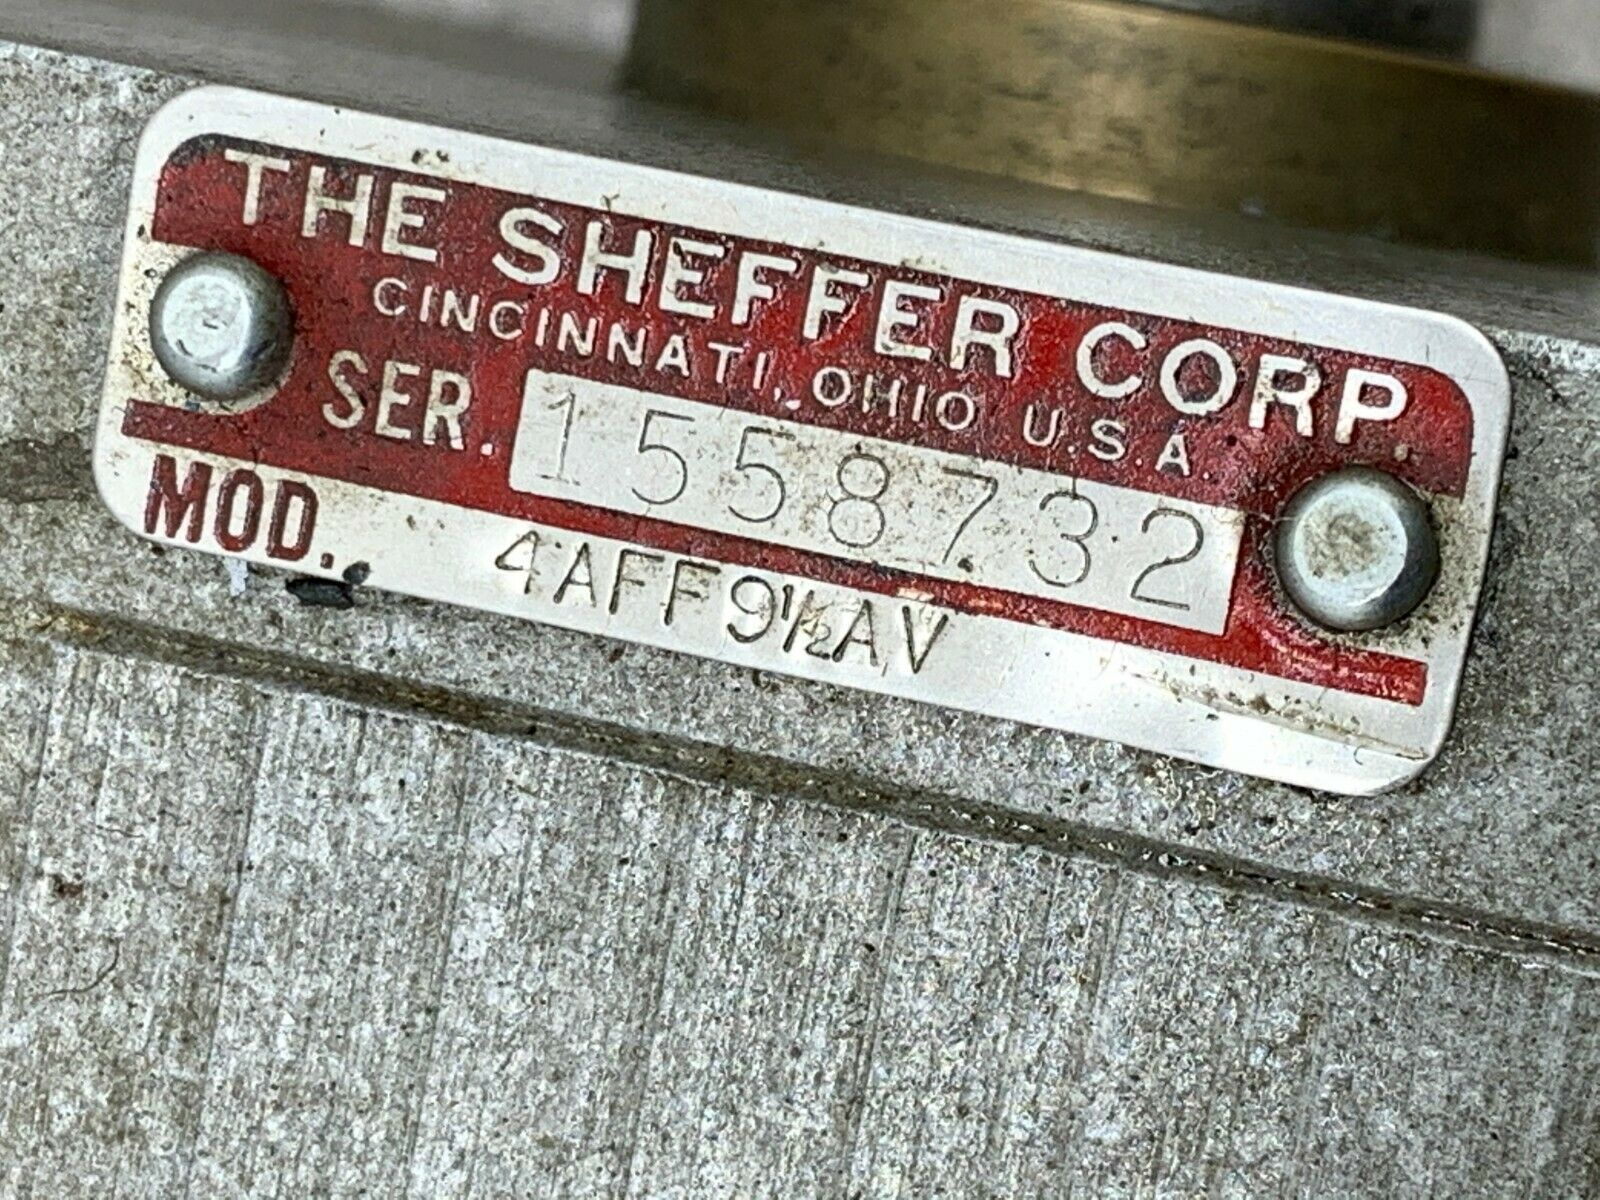 THE SHEFFER CORP.
CINCINNATI, OHIO U.S.A.
SER. 1558732
MOD. 4AFF9½AV